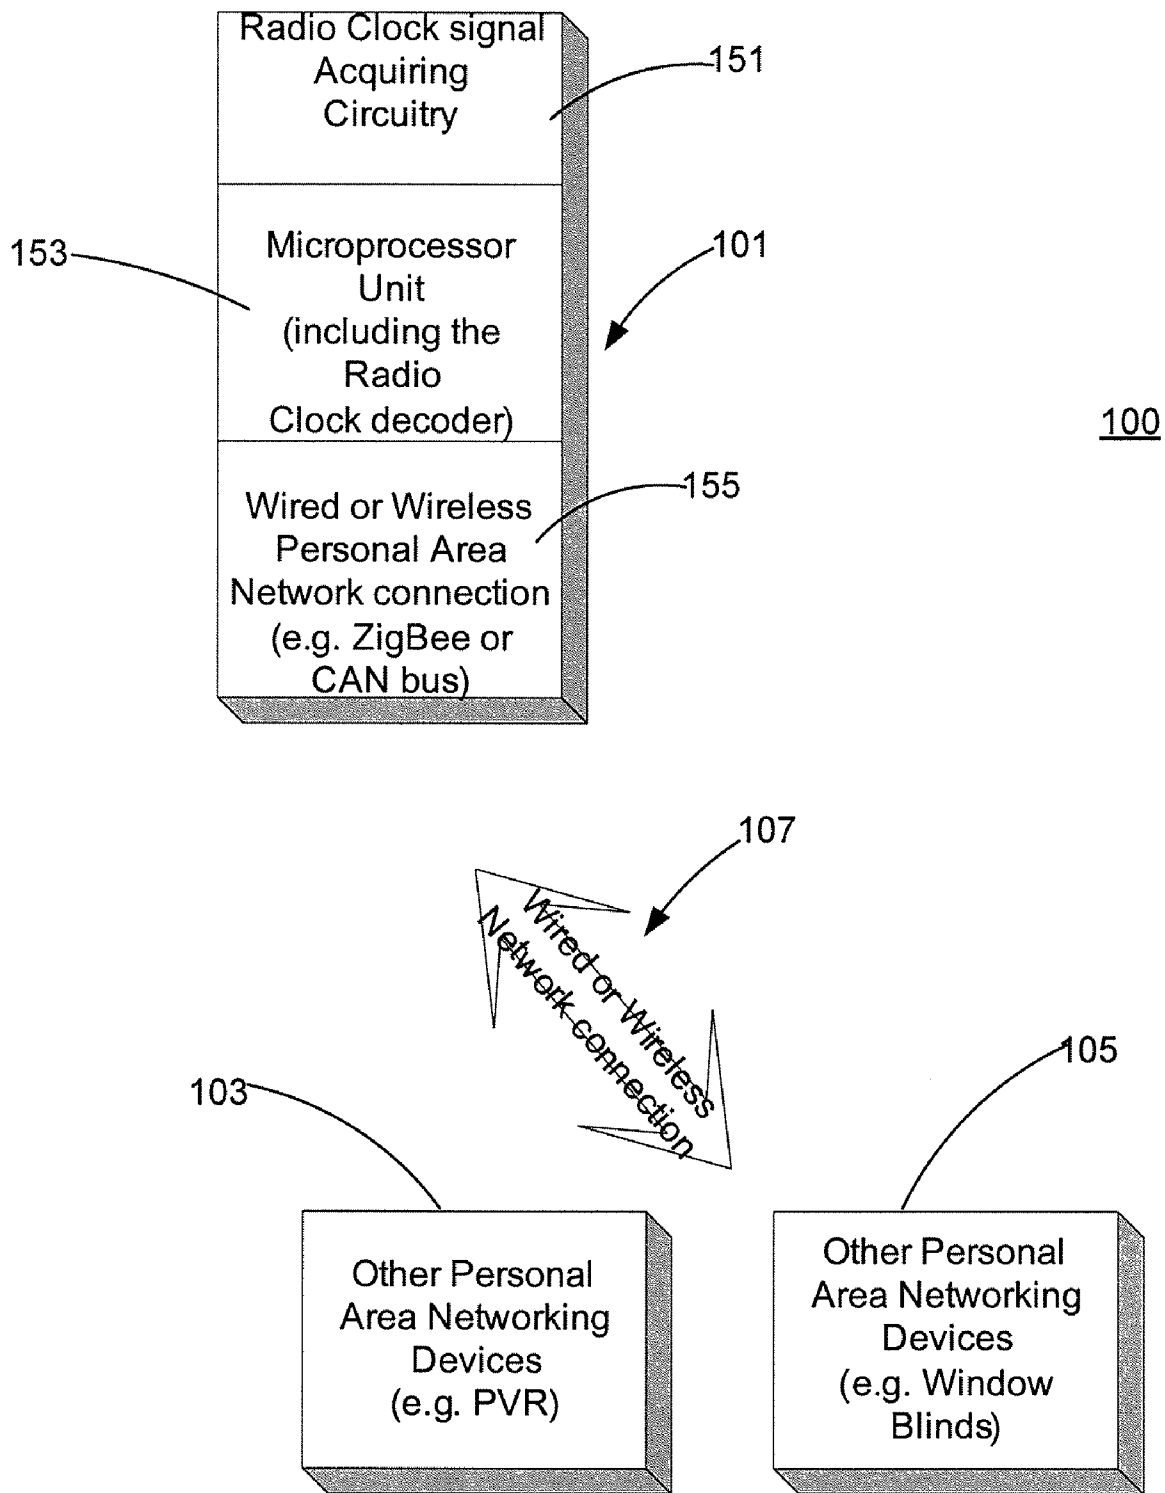 Radio Clock signal
Acquiring
Circuitry
151
Microprocessor
Unit
(including the
Radio
Clock decoder)
153
101
100
Wired or Wireless
Personal Area
Network connection
(e.g. ZigBee or
CAN bus)
155
107
Wired or Wireless
Network connection
103
105
Other Personal
Area Networking
Devices
(e.g. PVR)
Other Personal
Area Networking
Devices
(e.g. Window
Blinds)